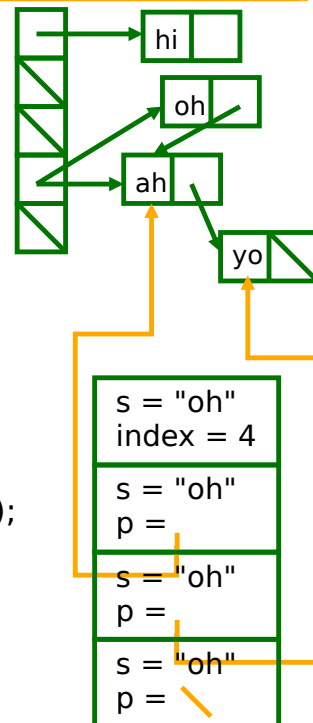 hi
oh
ah
yo
s = "oh"
index = 4
s = "oh"
p =
);
s = "oh"
p =
s = "oh"
p =